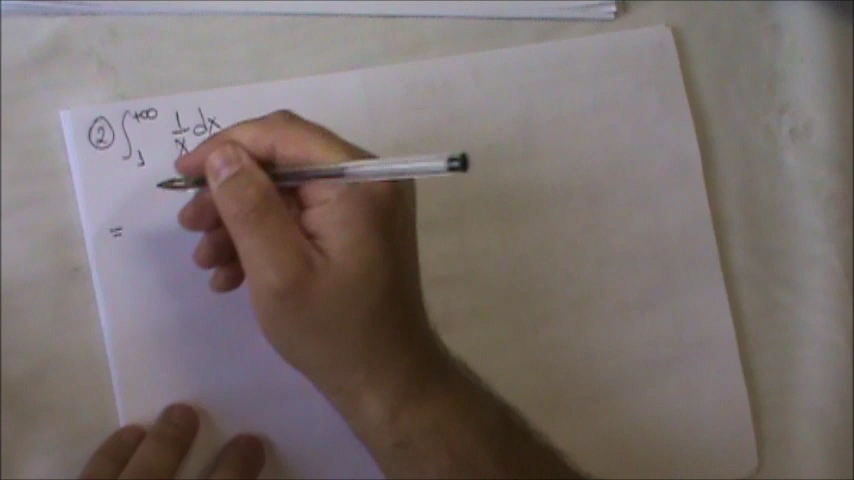 ② ∫₁^{+∞} 1/x dx
=